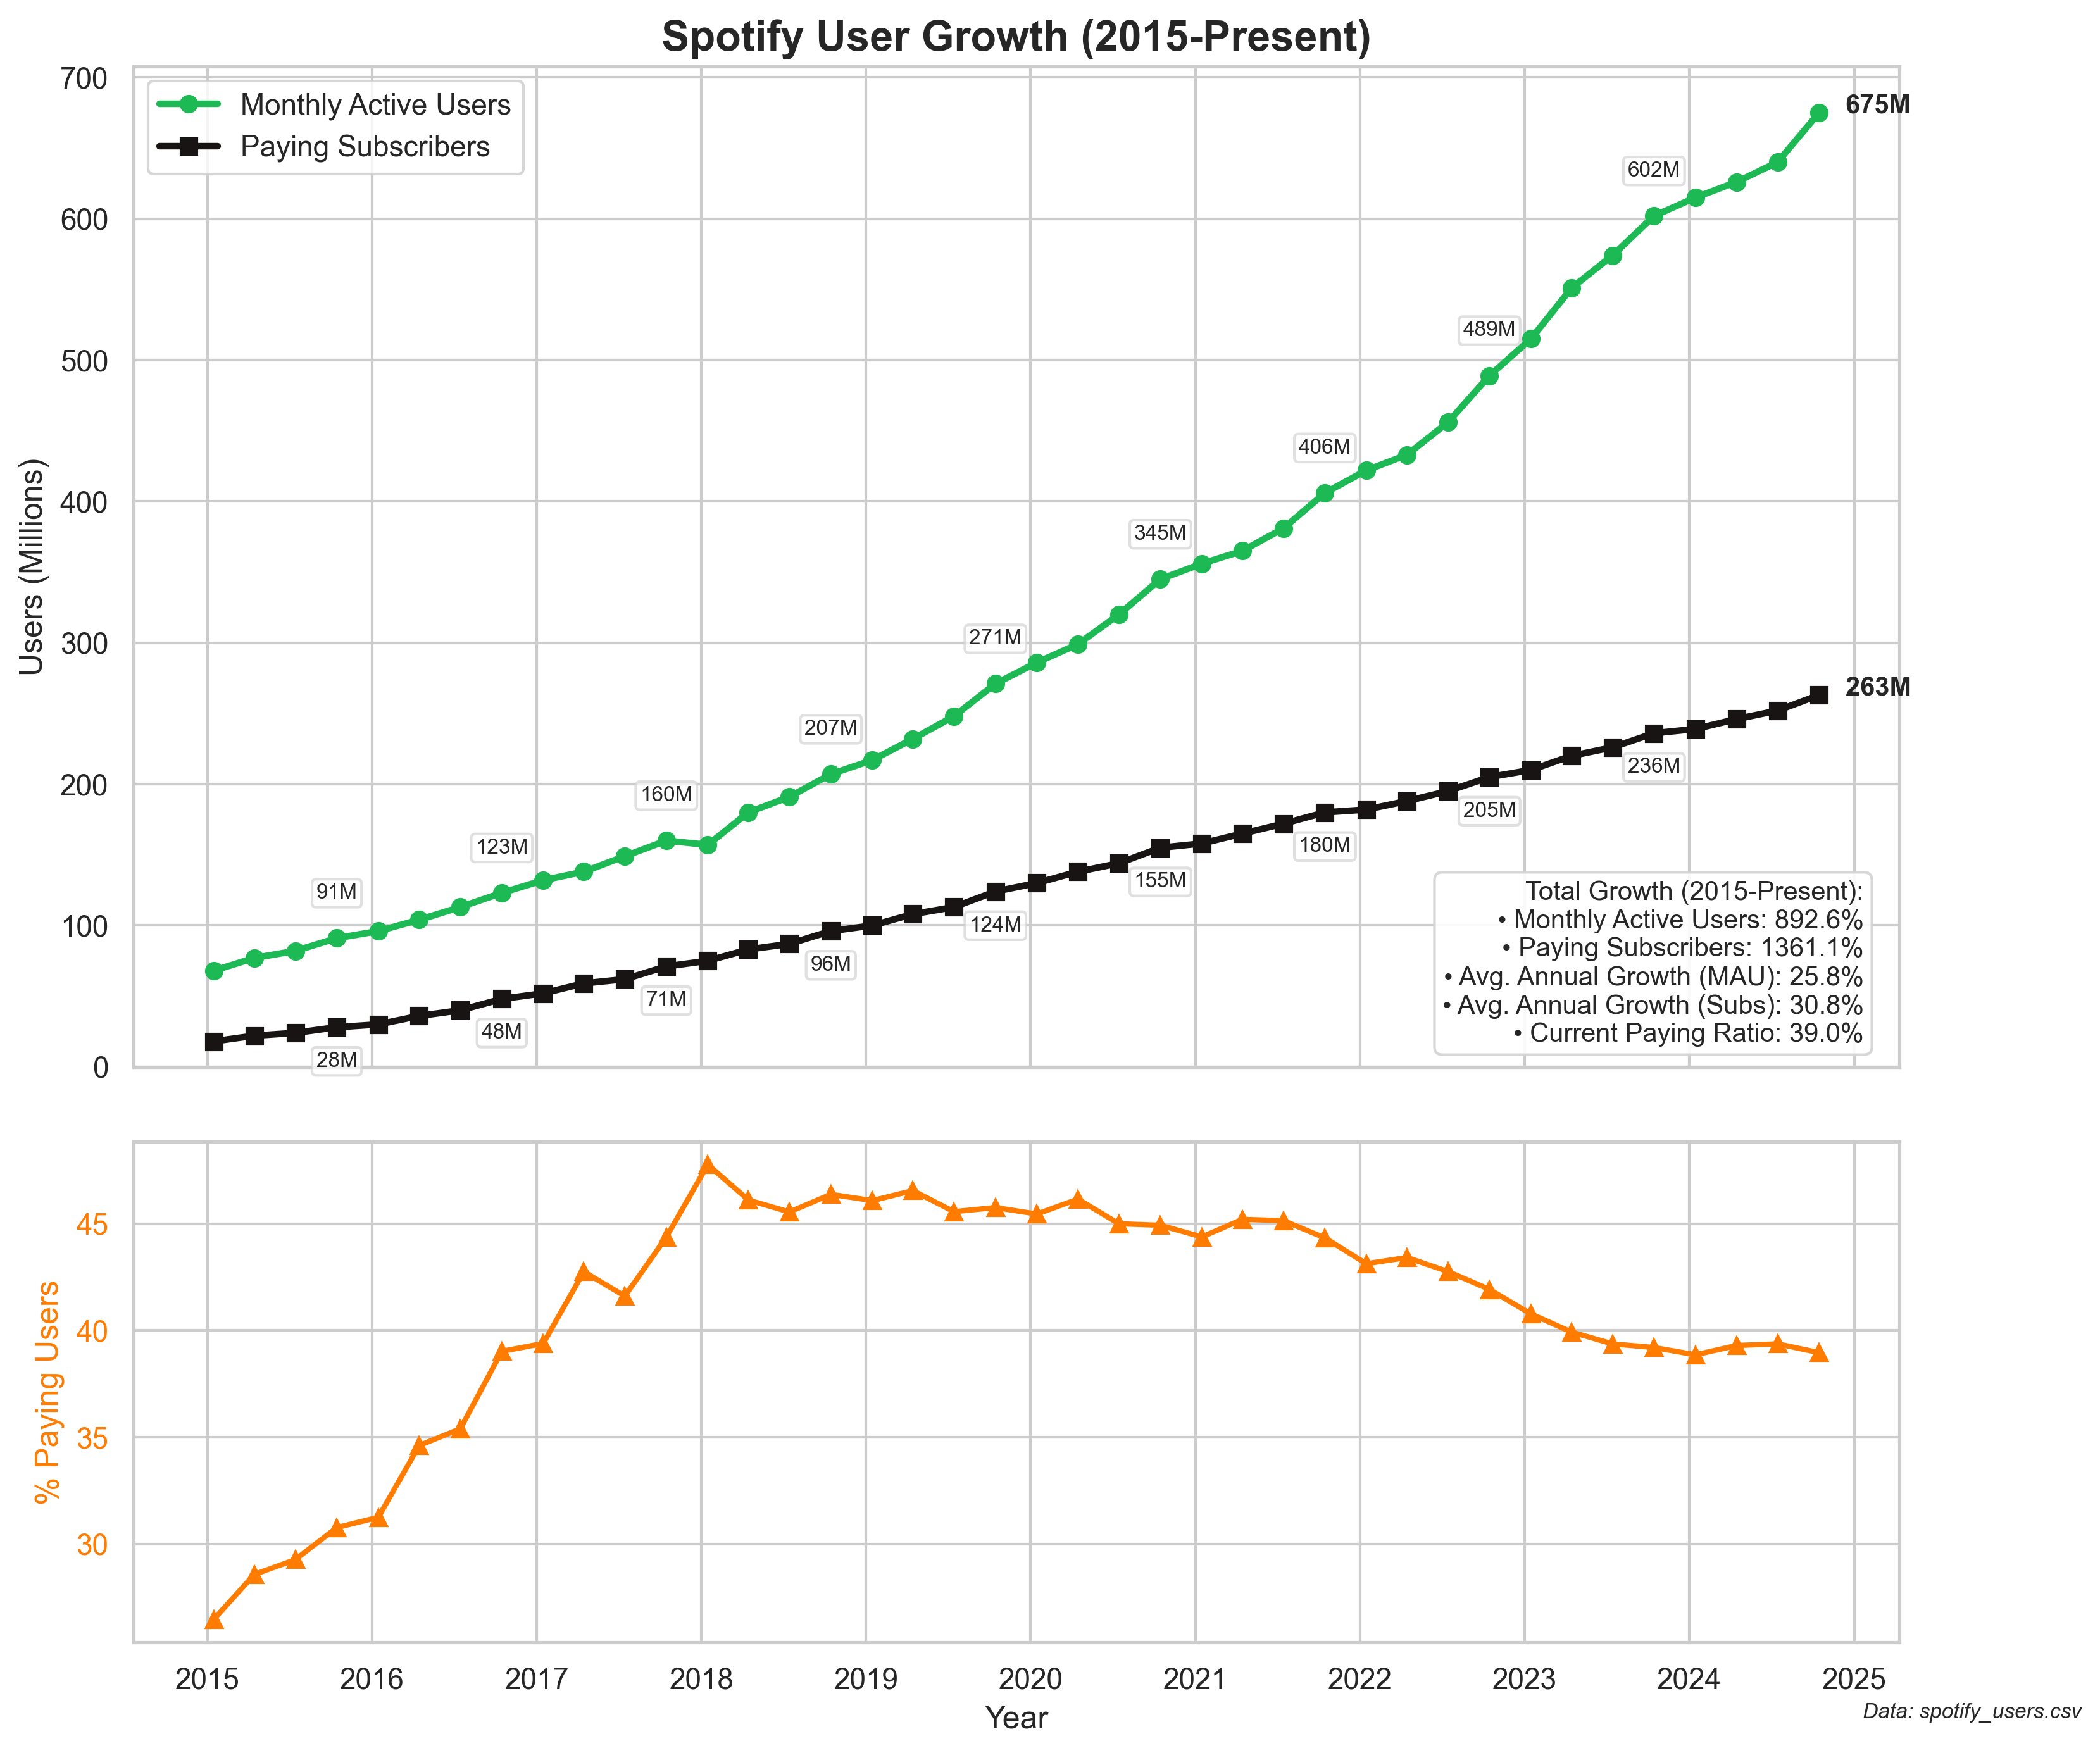 Spotify User Growth (2015-Present)
700
600
500
400
300
200
100
0
Users (Millions)
Monthly Active Users
Paying Subscribers
91M
123M
160M
207M
271M
345M
406M
489M
602M
675M
28M
48M
71M
96M
124M
155M
180M
205M
236M
263M
Total Growth (2015-Present):
• Monthly Active Users: 892.6%
• Paying Subscribers: 1361.1%
• Avg. Annual Growth (MAU): 25.8%
• Avg. Annual Growth (Subs): 30.8%
• Current Paying Ratio: 39.0%
45
40
35
30
% Paying Users
2015 2016 2017 2018 2019 2020 2021 2022 2023 2024 2025
Year
Data: spotify_users.csv